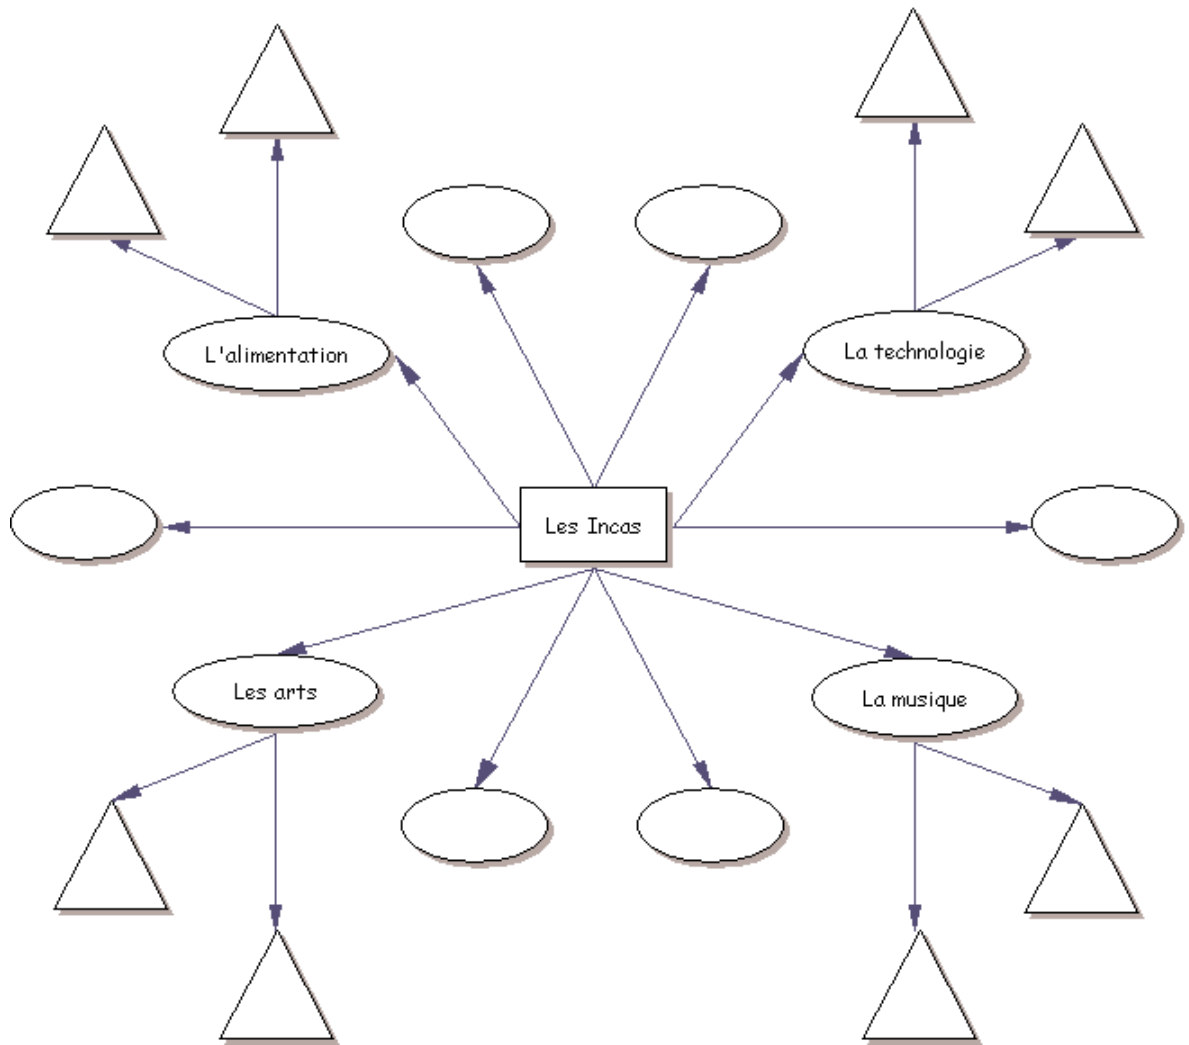 L'alimentation
La technologie
Les Incas
Les arts
La musique